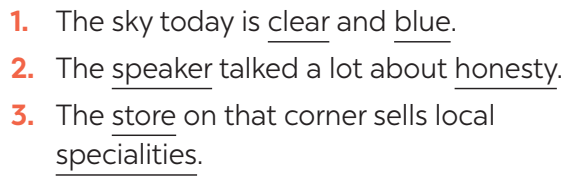 1. The sky today is clear and blue.
2. The speaker talked a lot about honesty.
3. The store on that corner sells local
specialities.